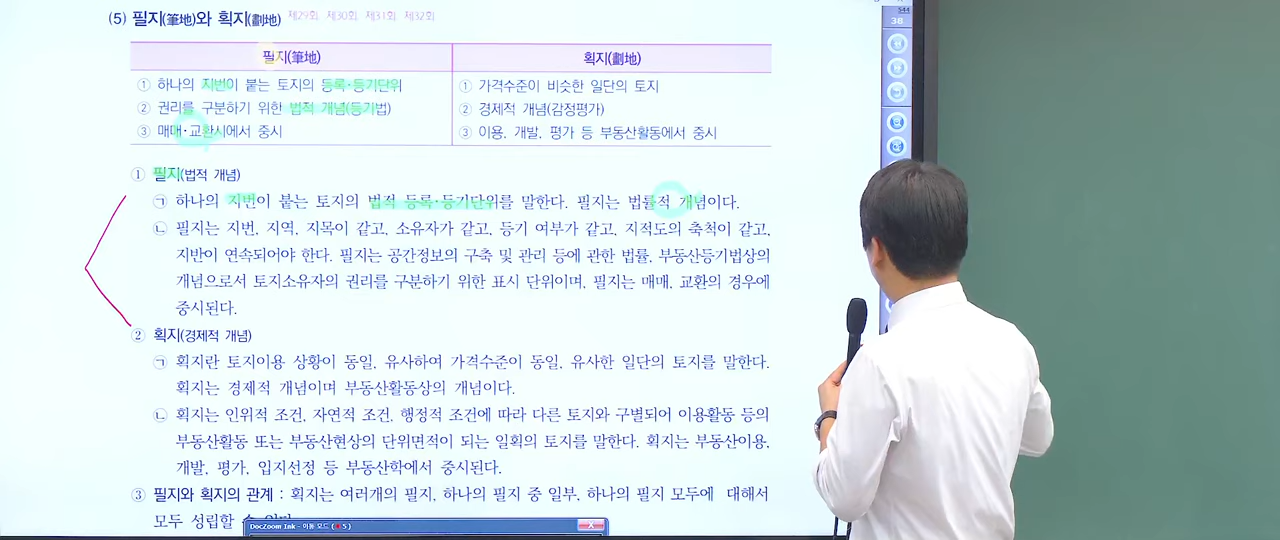 (5) 필지(筆地)와 획지(劃地) 제29회 제30회 제31회 제32회
필지(筆地) 획지(劃地)
① 하나의 지번이 붙는 토지의 등록·등기단위 ① 가격수준이 비슷한 일단의 토지
② 권리를 구분하기 위한 법적 개념(등기법) ② 경제적 개념(감정평가)
③ 매매·교환시에서 중시 ③ 이용, 개발, 평가 등 부동산활동에서 중시
① 필지(법적 개념)
㉠ 하나의 지번이 붙는 토지의 법적 등록·등기단위를 말한다. 필지는 법률적 개념이다.
㉡ 필지는 지번, 지역, 지목이 같고, 소유자가 같고, 등기 여부가 같고, 지적도의 축척이 같고,
지반이 연속되어야 한다. 필지는 공간정보의 구축 및 관리 등에 관한 법률, 부동산등기법상의
개념으로서 토지소유자의 권리를 구분하기 위한 표시 단위이며, 필지는 매매, 교환의 경우에
중시된다.
② 획지(경제적 개념)
㉠ 획지란 토지이용 상황이 동일, 유사하여 가격수준이 동일, 유사한 일단의 토지를 말한다.
획지는 경제적 개념이며 부동산활동상의 개념이다.
㉡ 획지는 인위적 조건, 자연적 조건, 행정적 조건에 따라 다른 토지와 구별되어 이용활동 등의
부동산활동 또는 부동산현상의 단위면적이 되는 일획의 토지를 말한다. 획지는 부동산이용,
개발, 평가, 입지선정 등 부동산학에서 중시된다.
③ 필지와 획지의 관계 : 획지는 여러개의 필지, 하나의 필지 중 일부, 하나의 필지 모두에 대해서
모두 성립할
DocZoom Ink - 이동 모드 ( 5 )
544
38